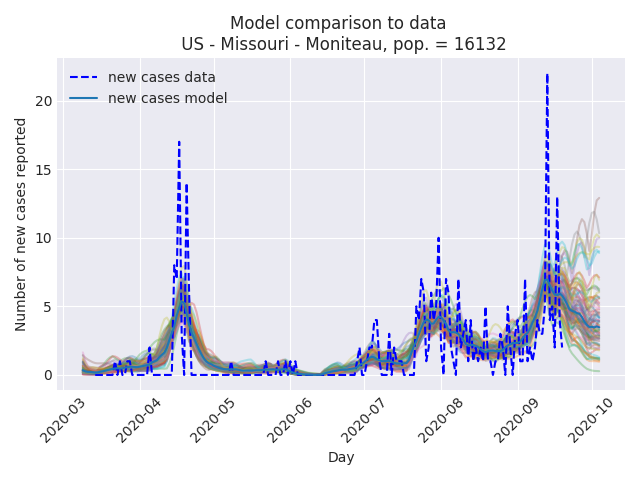 Model comparison to data
US - Missouri - Moniteau, pop. = 16132
new cases data
new cases model
Number of new cases reported
20
15
10
5
0
2020-03
2020-04
2020-05
2020-06
2020-07
2020-08
2020-09
2020-10
Day